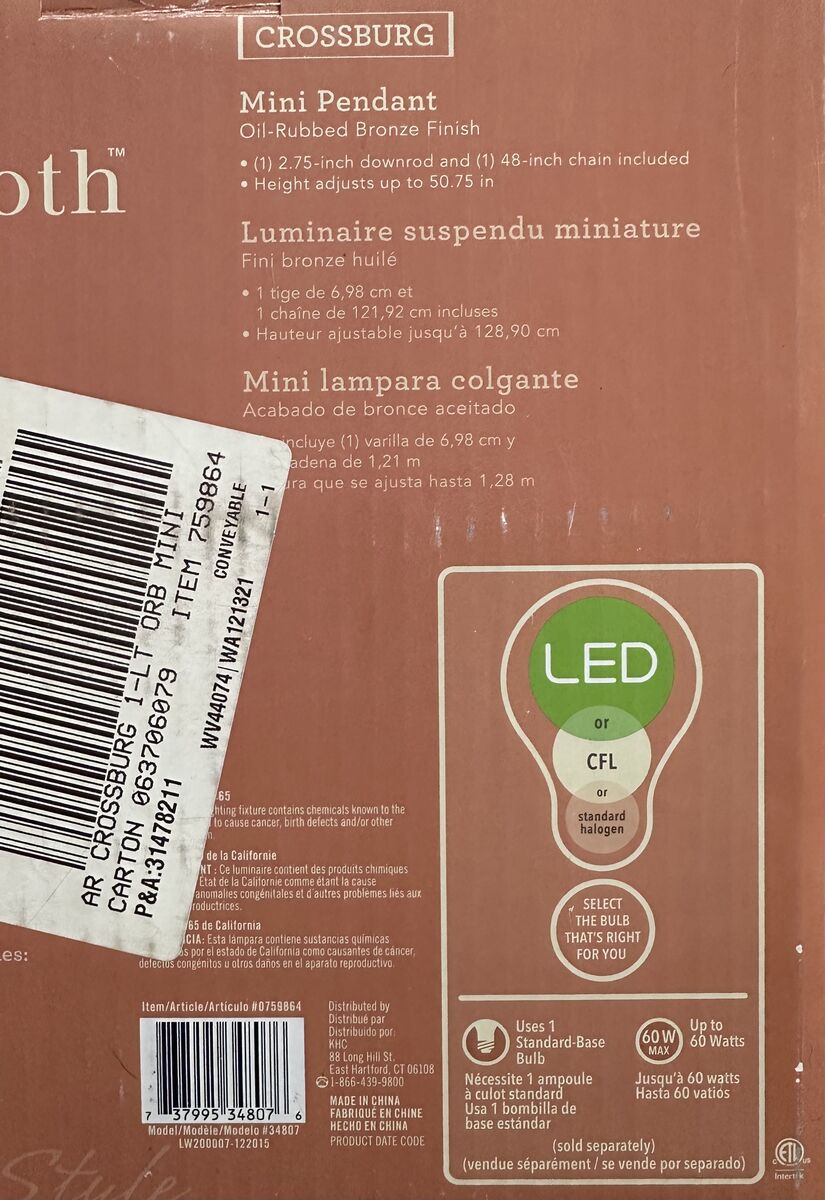 CROSSBURG
Mini Pendant
Oil-Rubbed Bronze Finish
• (1) 2.75-inch downrod and (1) 48-inch chain included
• Height adjusts up to 50.75 in
oth™
Luminaire suspendu miniature
Fini bronze huilé
• 1 tige de 6,98 cm et
1 chaîne de 121,92 cm incluses
• Hauteur ajustable jusqu'à 128,90 cm
Mini lampara colgante
Acabado de bronce aceitado
incluye (1) varilla de 6,98 cm y
adena de 1,21 m
ura que se ajusta hasta 1,28 m
AR CROSSBURG 1-LT ORB MINI
CARTON 063706079 ITEM 759864
P&A:31478211 CONVEYABLE
WV44074 | WA121321 1-1
65
hting fixture contains chemicals known to the
to cause cancer, birth defects and/or other
m.
de la Californie
NT : Ce luminaire contient des produits chimiques
État de la Californie comme étant la cause
anomalies congénitales et d'autres problèmes liés aux
roductrices.
65 de California
CIA: Esta lámpara contiene sustancias químicas
os por el estado de California como causantes de cáncer,
defectos congénitos u otros daños en el aparato reproductivo.
es:
LED
or
CFL
or
standard
halogen
SELECT
THE BULB
THAT'S RIGHT
FOR YOU
Uses 1
Standard-Base
Bulb
Nécessite 1 ampoule
à culot standard
Usa 1 bombilla de
base estándar
60W
MAX
Up to
60 Watts
Jusqu'à 60 watts
Hasta 60 vatios
(sold separately)
(vendue séparément / se vende por separado)
Item/Article/Artículo #0759864
7 37995 34807 6
Model/Modèle/Modelo #34807
LW200007-122015
Distributed by
Distribué par
Distribuido por:
KHC
88 Long Hill St.
East Hartford, CT 06108
1-866-439-9800
MADE IN CHINA
FABRIQUÉ EN CHINE
HECHO EN CHINA
PRODUCT DATE CODE
Style
ETL
US
Intertek